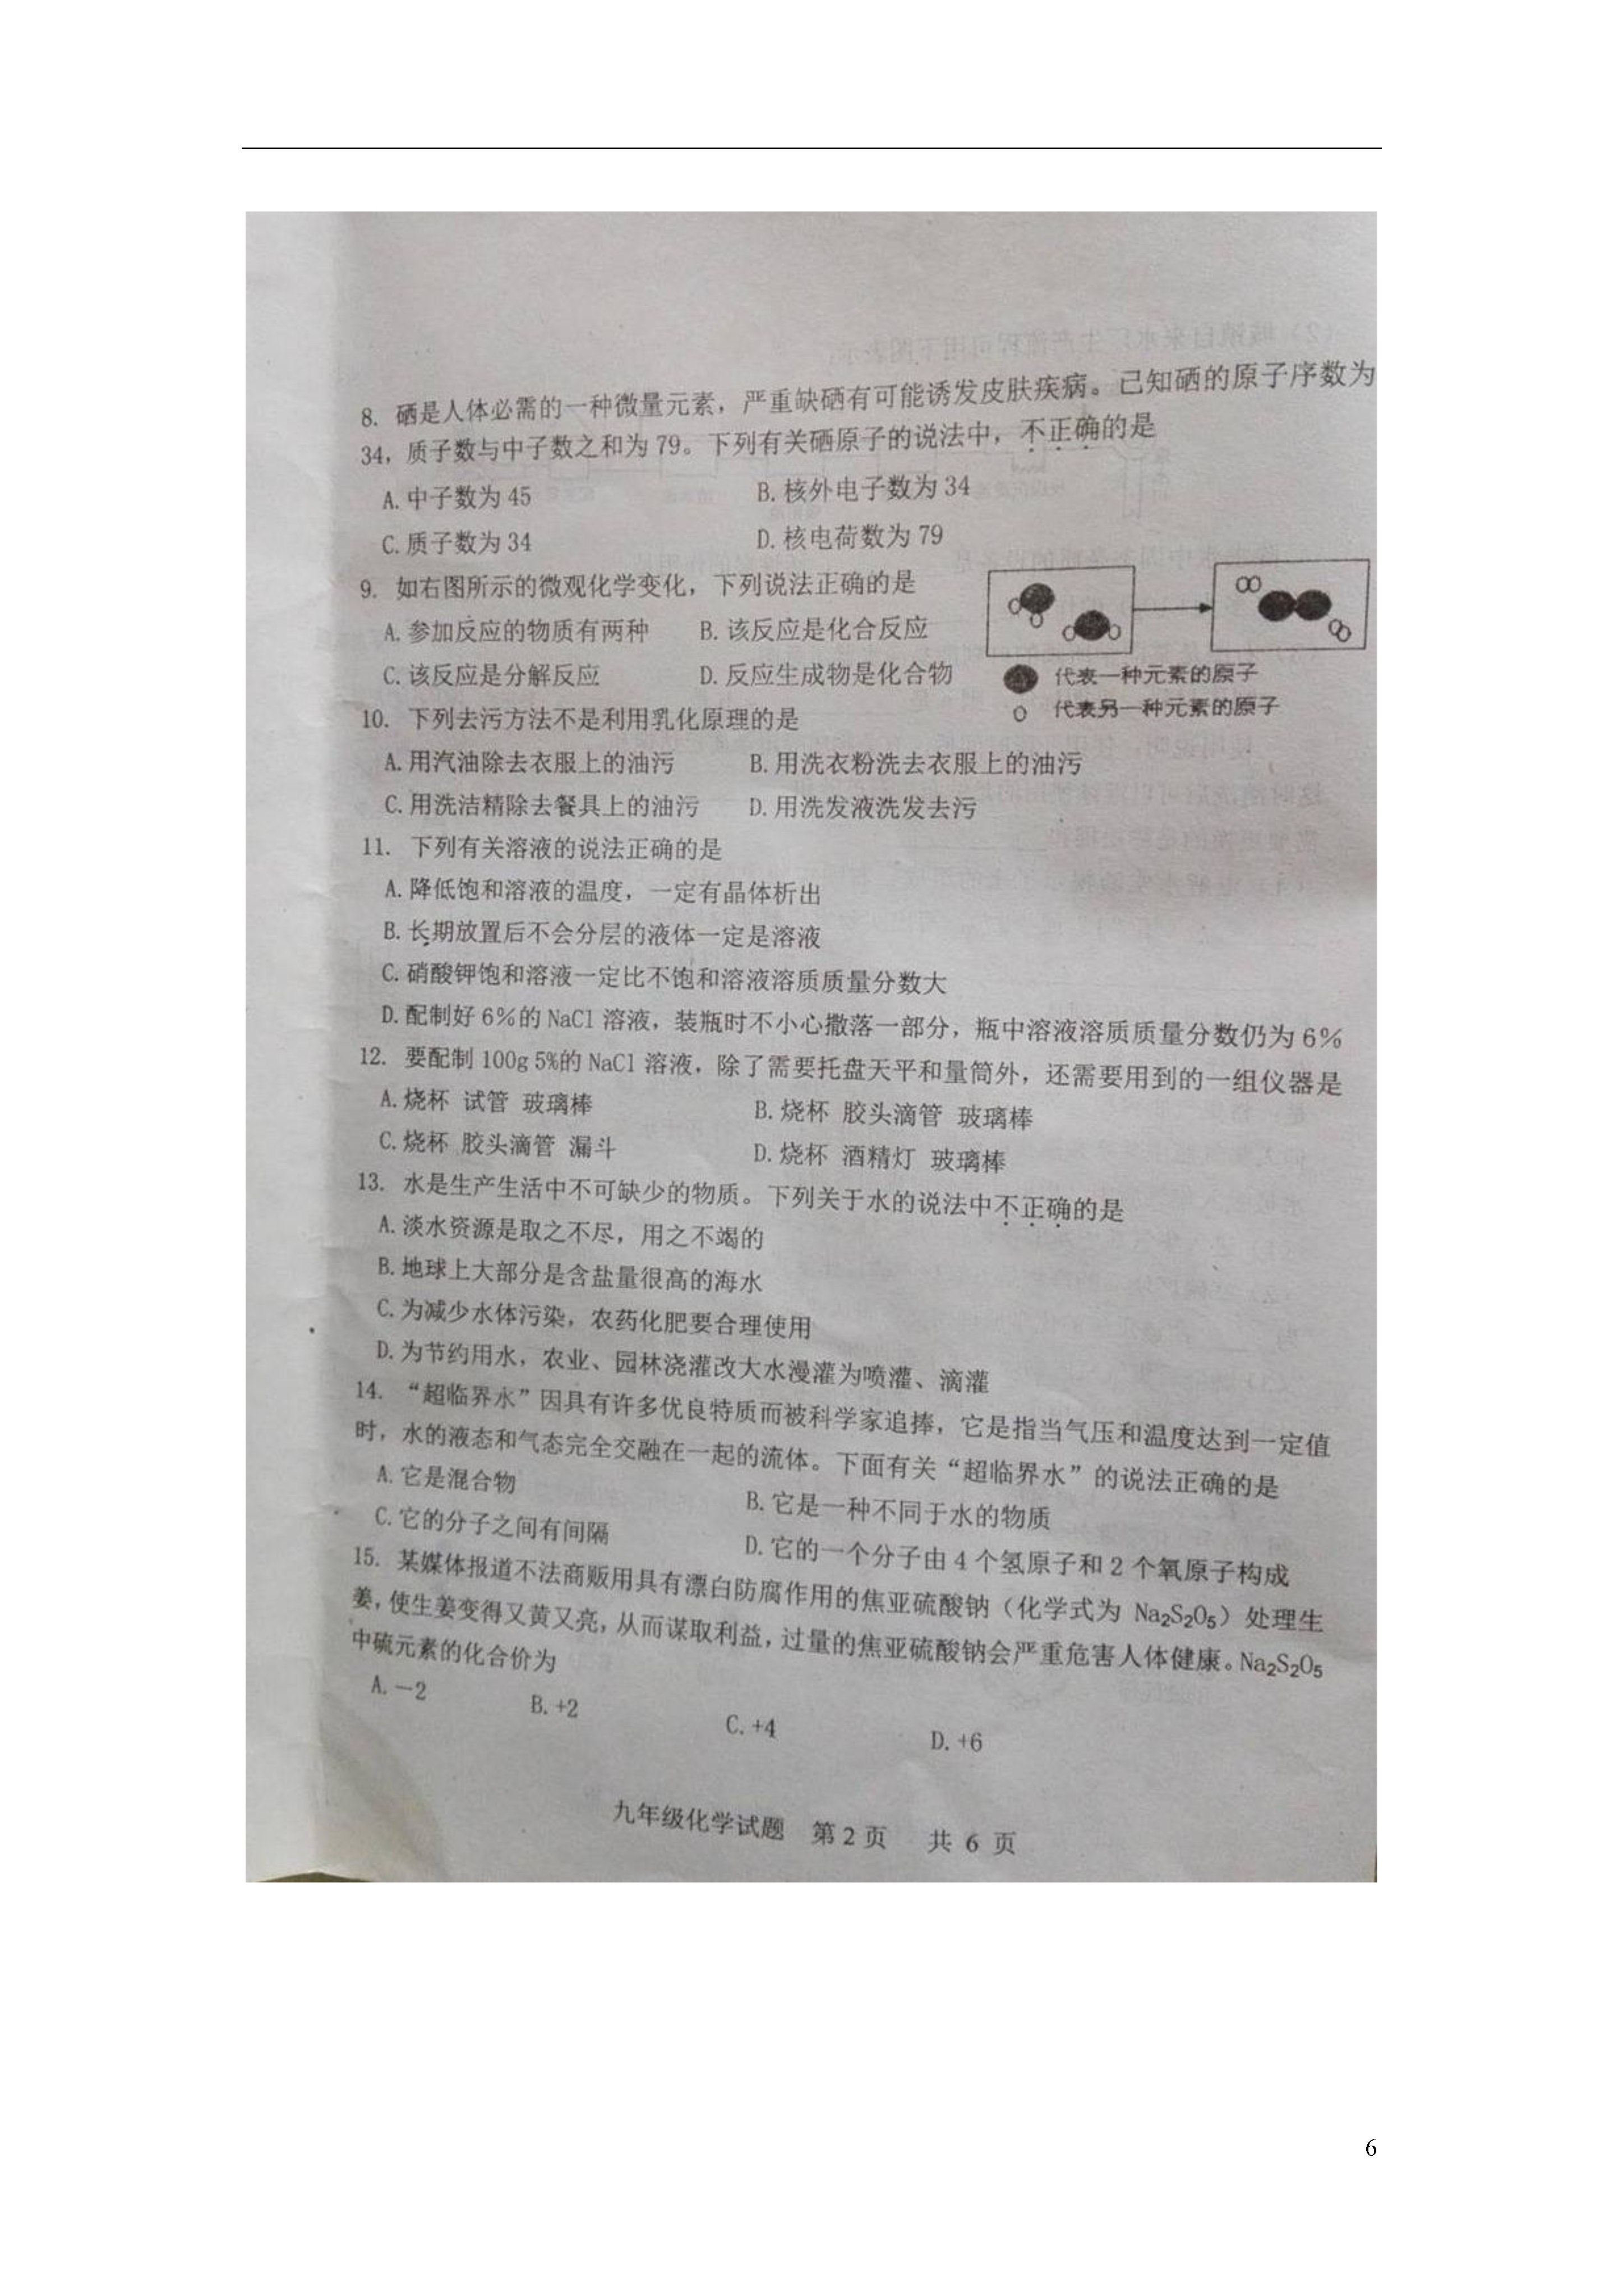 8. 硒是人体必需的一种微量元素，严重缺硒有可能诱发皮肤疾病。己知硒的原子序数为
34，质子数与中子数之和为79。下列有关硒原子的说法中，不正确的是
A.中子数为45 B.核外电子数为34
C.质子数为34 D.核电荷数为79
9. 如右图所示的微观化学变化，下列说法正确的是
A.参加反应的物质有两种 B.该反应是化合反应
C.该反应是分解反应 D.反应生成物是化合物
代表一种元素的原子
代表另一种元素的原子
10. 下列去污方法不是利用乳化原理的是
A.用汽油除去衣服上的油污 B.用洗衣粉洗去衣服上的油污
C.用洗洁精除去餐具上的油污 D.用洗发液洗发去污
11. 下列有关溶液的说法正确的是
A.降低饱和溶液的温度，一定有晶体析出
B.长期放置后不会分层的液体一定是溶液
C.硝酸钾饱和溶液一定比不饱和溶液溶质质量分数大
D.配制好6%的NaCl溶液，装瓶时不小心撒落一部分，瓶中溶液溶质质量分数仍为6%
12. 要配制100g 5%的NaCl溶液，除了需要托盘天平和量筒外，还需要用到的一组仪器是
A.烧杯 试管 玻璃棒 B.烧杯 胶头滴管 玻璃棒
C.烧杯 胶头滴管 漏斗 D.烧杯 酒精灯 玻璃棒
13. 水是生产生活中不可缺少的物质。下列关于水的说法中不正确的是
A.淡水资源是取之不尽，用之不竭的
B.地球上大部分是含盐量很高的海水
C.为减少水体污染，农药化肥要合理使用
D.为节约用水，农业、园林浇灌改大水漫灌为喷灌、滴灌
14. “超临界水”因具有许多优良特质而被科学家追捧，它是指当气压和温度达到一定值
时，水的液态和气态完全交融在一起的流体。下面有关“超临界水”的说法正确的是
A.它是混合物 B.它是一种不同于水的物质
C.它的分子之间有间隔 D.它的一个分子由4个氢原子和2个氧原子构成
15. 某媒体报道不法商贩用具有漂白防腐作用的焦亚硫酸钠（化学式为 Na₂S₂O₅）处理生
姜，使生姜变得又黄又亮，从而谋取利益，过量的焦亚硫酸钠会严重危害人体健康。Na₂S₂O₅
中硫元素的化合价为
A.－2 B.+2 C.+4 D.+6
九年级化学试题 第2页 共6页
6